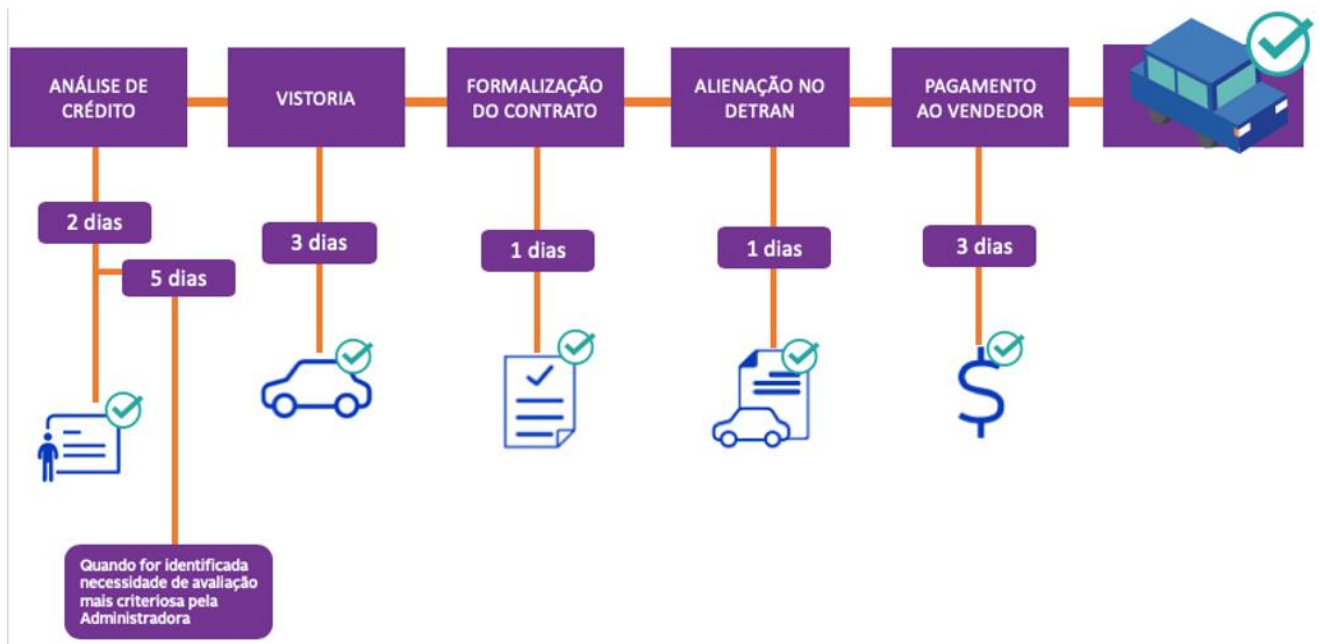 ANÁLISE DE
CRÉDITO
VISTORIA
FORMALIZAÇÃO
DO CONTRATO
ALIENAÇÃO NO
DETRAN
PAGAMENTO
AO VENDEDOR
2 dias
5 dias
3 dias
1 dias
1 dias
3 dias
Quando for identificada
necessidade de avaliação
mais criteriosa pela
Administradora